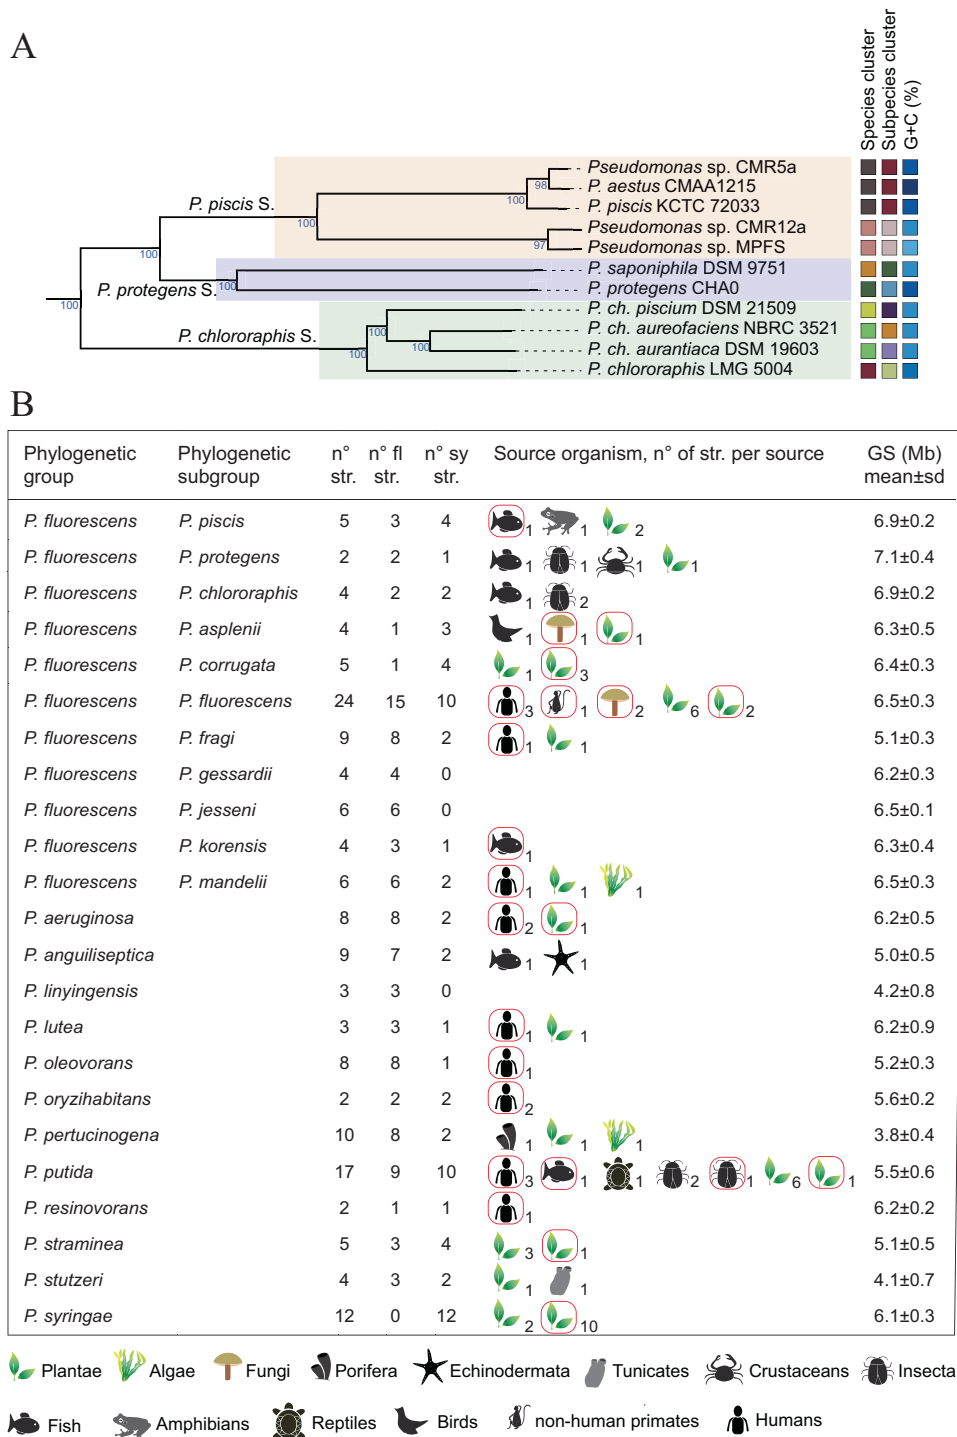 A
Species cluster
Subpecies cluster
G+C (%)
Pseudomonas sp. CMR5a
98
P. aestus CMAA1215
100
P. piscis S.
P. piscis KCTC 72033
100
Pseudomonas sp. CMR12a
97
Pseudomonas sp. MPFS
100
P. saponiphila DSM 9751
P. protegens S.
100
P. protegens CHA0
100
P. ch. piscium DSM 21509
100
P. ch. aureofaciens NBRC 3521
P. chlororaphis S.
100
100
P. ch. aurantiaca DSM 19603
P. chlororaphis LMG 5004
B
Phylogenetic group Phylogenetic subgroup n° str. n° fl str. n° sy str. Source organism, n° of str. per source GS (Mb) mean±sd
P. fluorescens P. piscis 5 3 4 1 1 2 6.9±0.2
P. fluorescens P. protegens 2 2 1 1 1 1 1 7.1±0.4
P. fluorescens P. chlororaphis 4 2 2 1 2 6.9±0.2
P. fluorescens P. asplenii 4 1 3 1 1 1 6.3±0.5
P. fluorescens P. corrugata 5 1 4 1 3 6.4±0.3
P. fluorescens P. fluorescens 24 15 10 3 1 2 6 2 6.5±0.3
P. fluorescens P. fragi 9 8 2 1 1 5.1±0.3
P. fluorescens P. gessardii 4 4 0 6.2±0.3
P. fluorescens P. jesseni 6 6 0 6.5±0.1
P. fluorescens P. korensis 4 3 1 1 6.3±0.4
P. fluorescens P. mandelii 6 6 2 1 1 1 6.5±0.3
P. aeruginosa 8 8 2 2 1 6.2±0.5
P. anguiliseptica 9 7 2 1 1 5.0±0.5
P. linyingensis 3 3 0 4.2±0.8
P. lutea 3 3 1 1 1 6.2±0.9
P. oleovorans 8 8 1 1 5.2±0.3
P. oryzihabitans 2 2 2 2 5.6±0.2
P. pertucinogena 10 8 2 1 1 1 3.8±0.4
P. putida 17 9 10 3 1 1 2 1 6 1 5.5±0.6
P. resinovorans 2 1 1 1 6.2±0.2
P. straminea 5 3 4 3 1 5.1±0.5
P. stutzeri 4 3 2 1 1 4.1±0.7
P. syringae 12 0 12 2 10 6.1±0.3
Plantae Algae Fungi Porifera Echinodermata Tunicates Crustaceans Insecta
Fish Amphibians Reptiles Birds non-human primates Humans